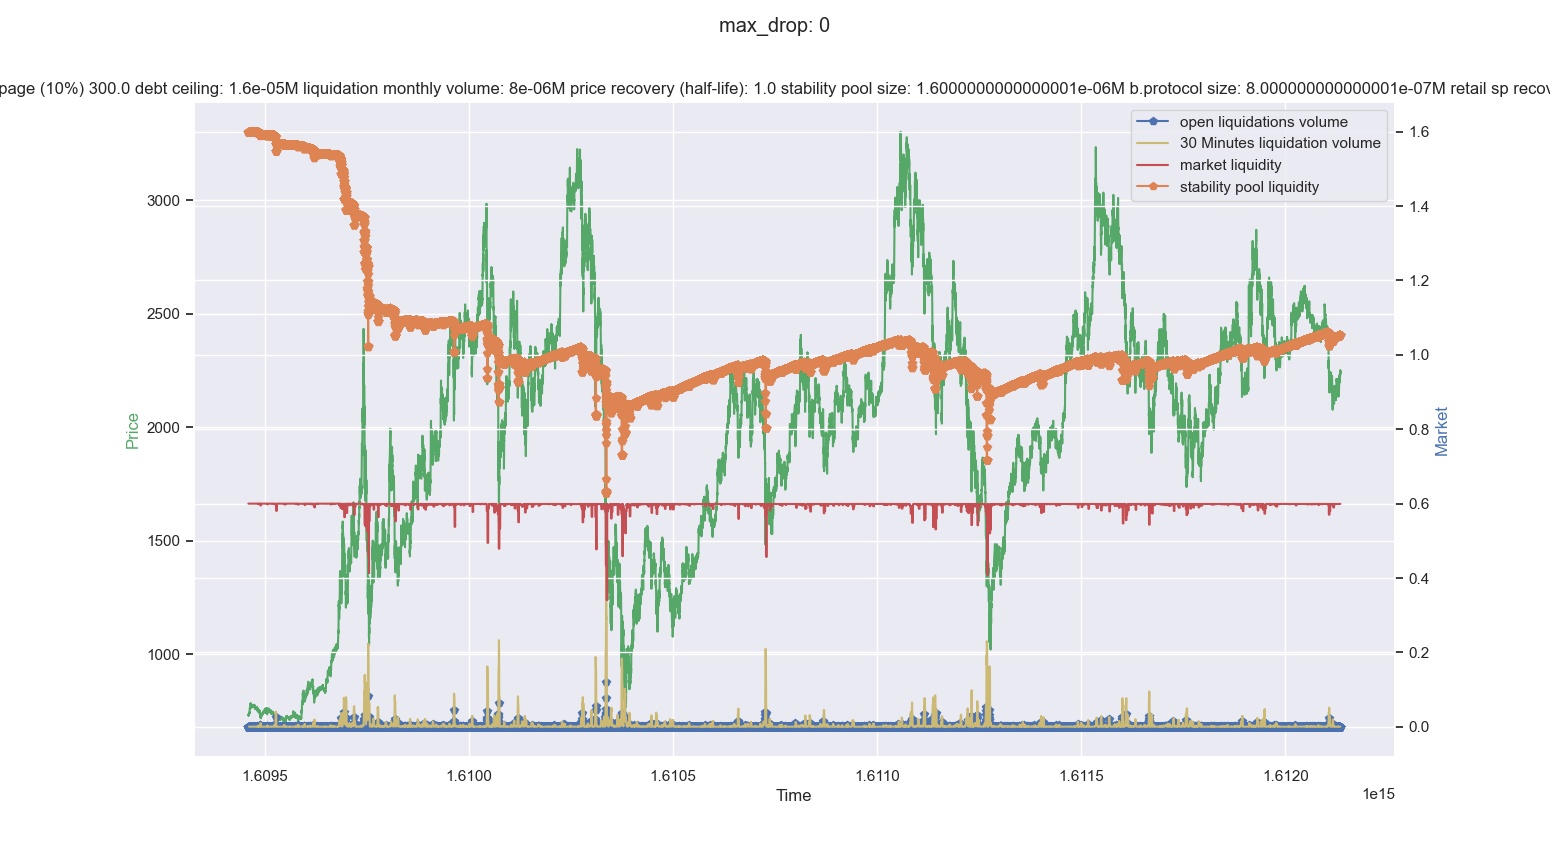 max_drop: 0
(10%) 300.0 debt ceiling: 1.6e-05M liquidation monthly volume: 8e-06M price recovery (half-life): 1.0 stability pool size: 1.6000000000000001e-06M b.protocol size: 8.000000000000001e-07M retail sp
open liquidations volume
30 Minutes liquidation volume
market liquidity
stability pool liquidity
3000
2500
2000
1500
1000
Price
1.6
1.4
1.2
1.0
0.8
0.6
0.4
0.2
0.0
Market
1.6095 1.6100 1.6105 1.6110 1.6115 1.6120
Time
1e15